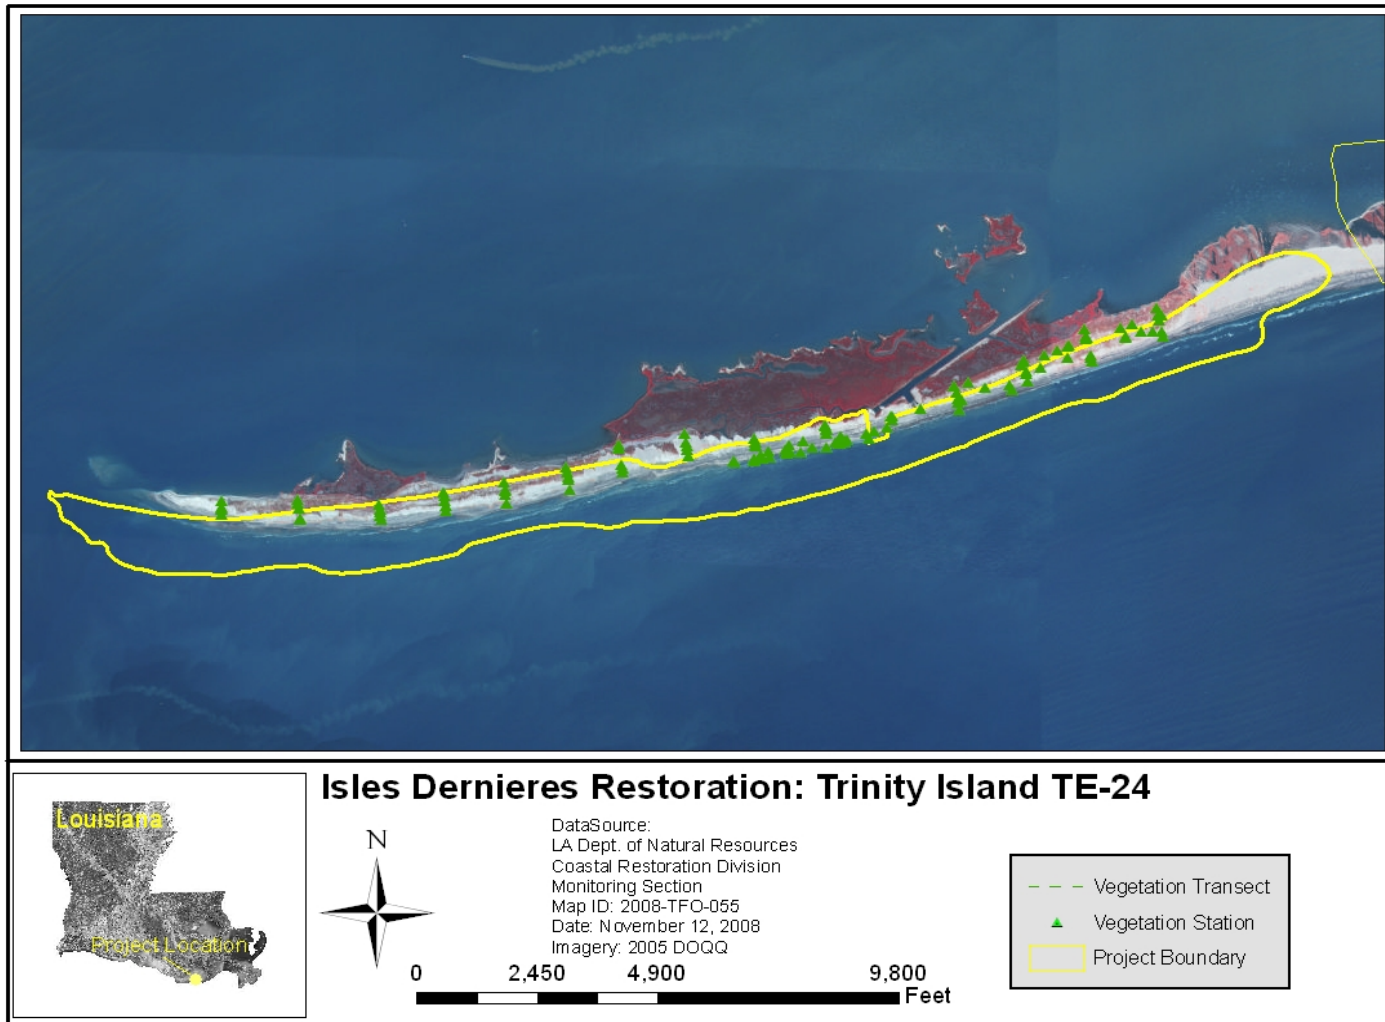 Isles Dernieres Restoration: Trinity Island TE-24
Louisiana
Project Location
N
DataSource:
LA Dept. of Natural Resources
Coastal Restoration Division
Monitoring Section
Map ID: 2008-TFO-055
Date: November 12, 2008
Imagery: 2005 DOQQ
0 2,450 4,900 9,800
Feet
Vegetation Transect
Vegetation Station
Project Boundary